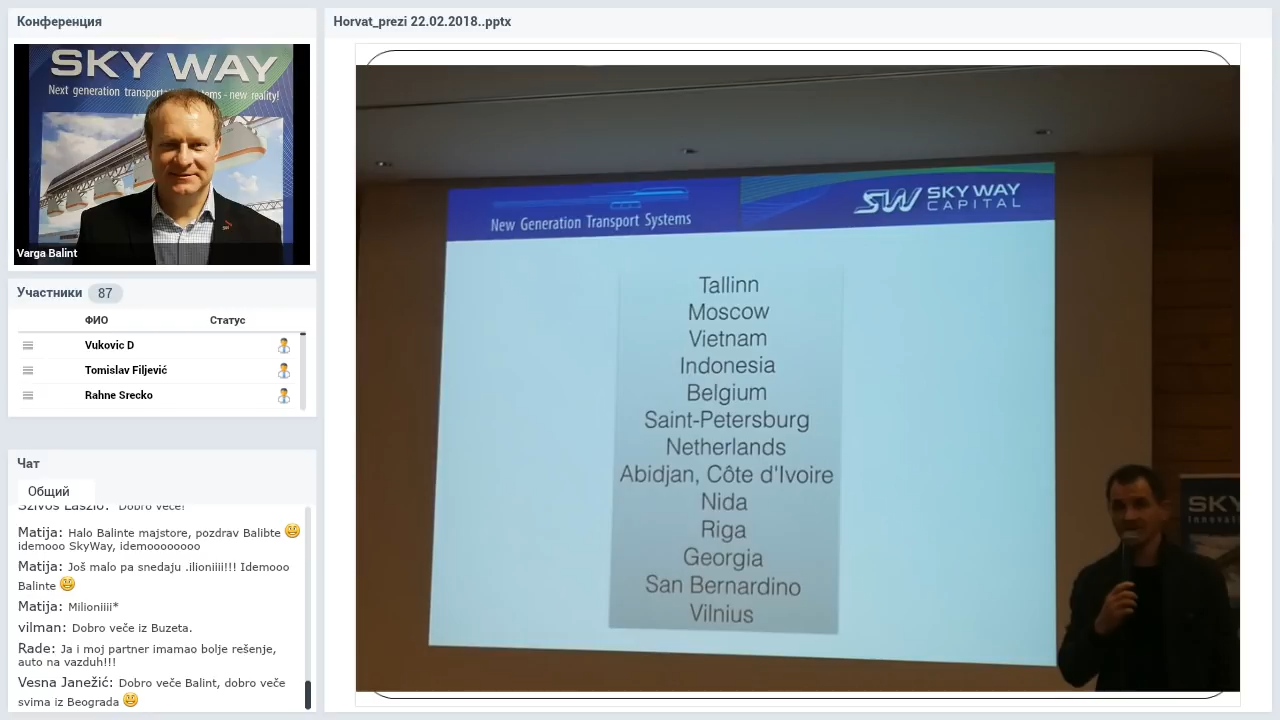 Конференция
SKY WAY
Next generation transportation systems - new reality!
Varga Balint
Участники 87
ФИО Статус
Vukovic D
Tomislav Filjević
Rahne Srecko
Чат
Общий
Szivos László: Dobro veče!
Matija: Halo Balinte majstore, pozdrav Balibte
idemooo SkyWay, idemoooooooo
Matija: Još malo pa snedaju .ilioniiii!!! Idemooo
Balinte
Matija: Milioniiii*
vilman: Dobro veče iz Buzeta.
Rade: Ja i moj partner imamao bolje rešenje,
auto na vazduh!!!
Vesna Janežić: Dobro veče Balint, dobro veče
svima iz Beograda
Horvat_prezi 22.02.2018..pptx
New Generation Transport Systems
SW SKY WAY
CAPITAL
Tallinn
Moscow
Vietnam
Indonesia
Belgium
Saint-Petersburg
Netherlands
Abidjan, Côte d'Ivoire
Nida
Riga
Georgia
San Bernardino
Vilnius
SKY